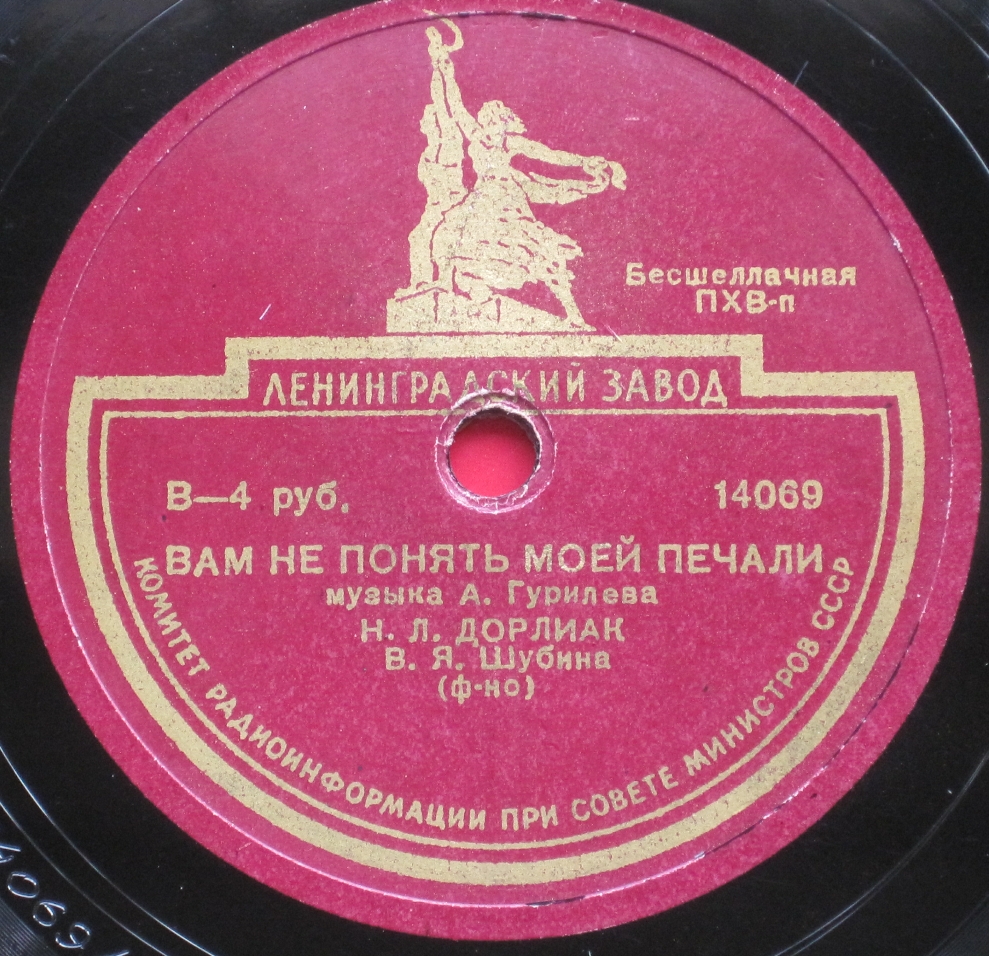 Бесшеллачная
ПХВ-п
ЛЕНИНГРАДСКИЙ ЗАВОД
В—4 руб.
14069
ВАМ НЕ ПОНЯТЬ МОЕЙ ПЕЧАЛИ
музыка А. Гурилева
Н. Л. ДОРЛИАК
В. Я. Шубина
(ф-но)
КОМИТЕТ РАДИОИНФОРМАЦИИ ПРИ СОВЕТЕ МИНИСТРОВ СССР
4069